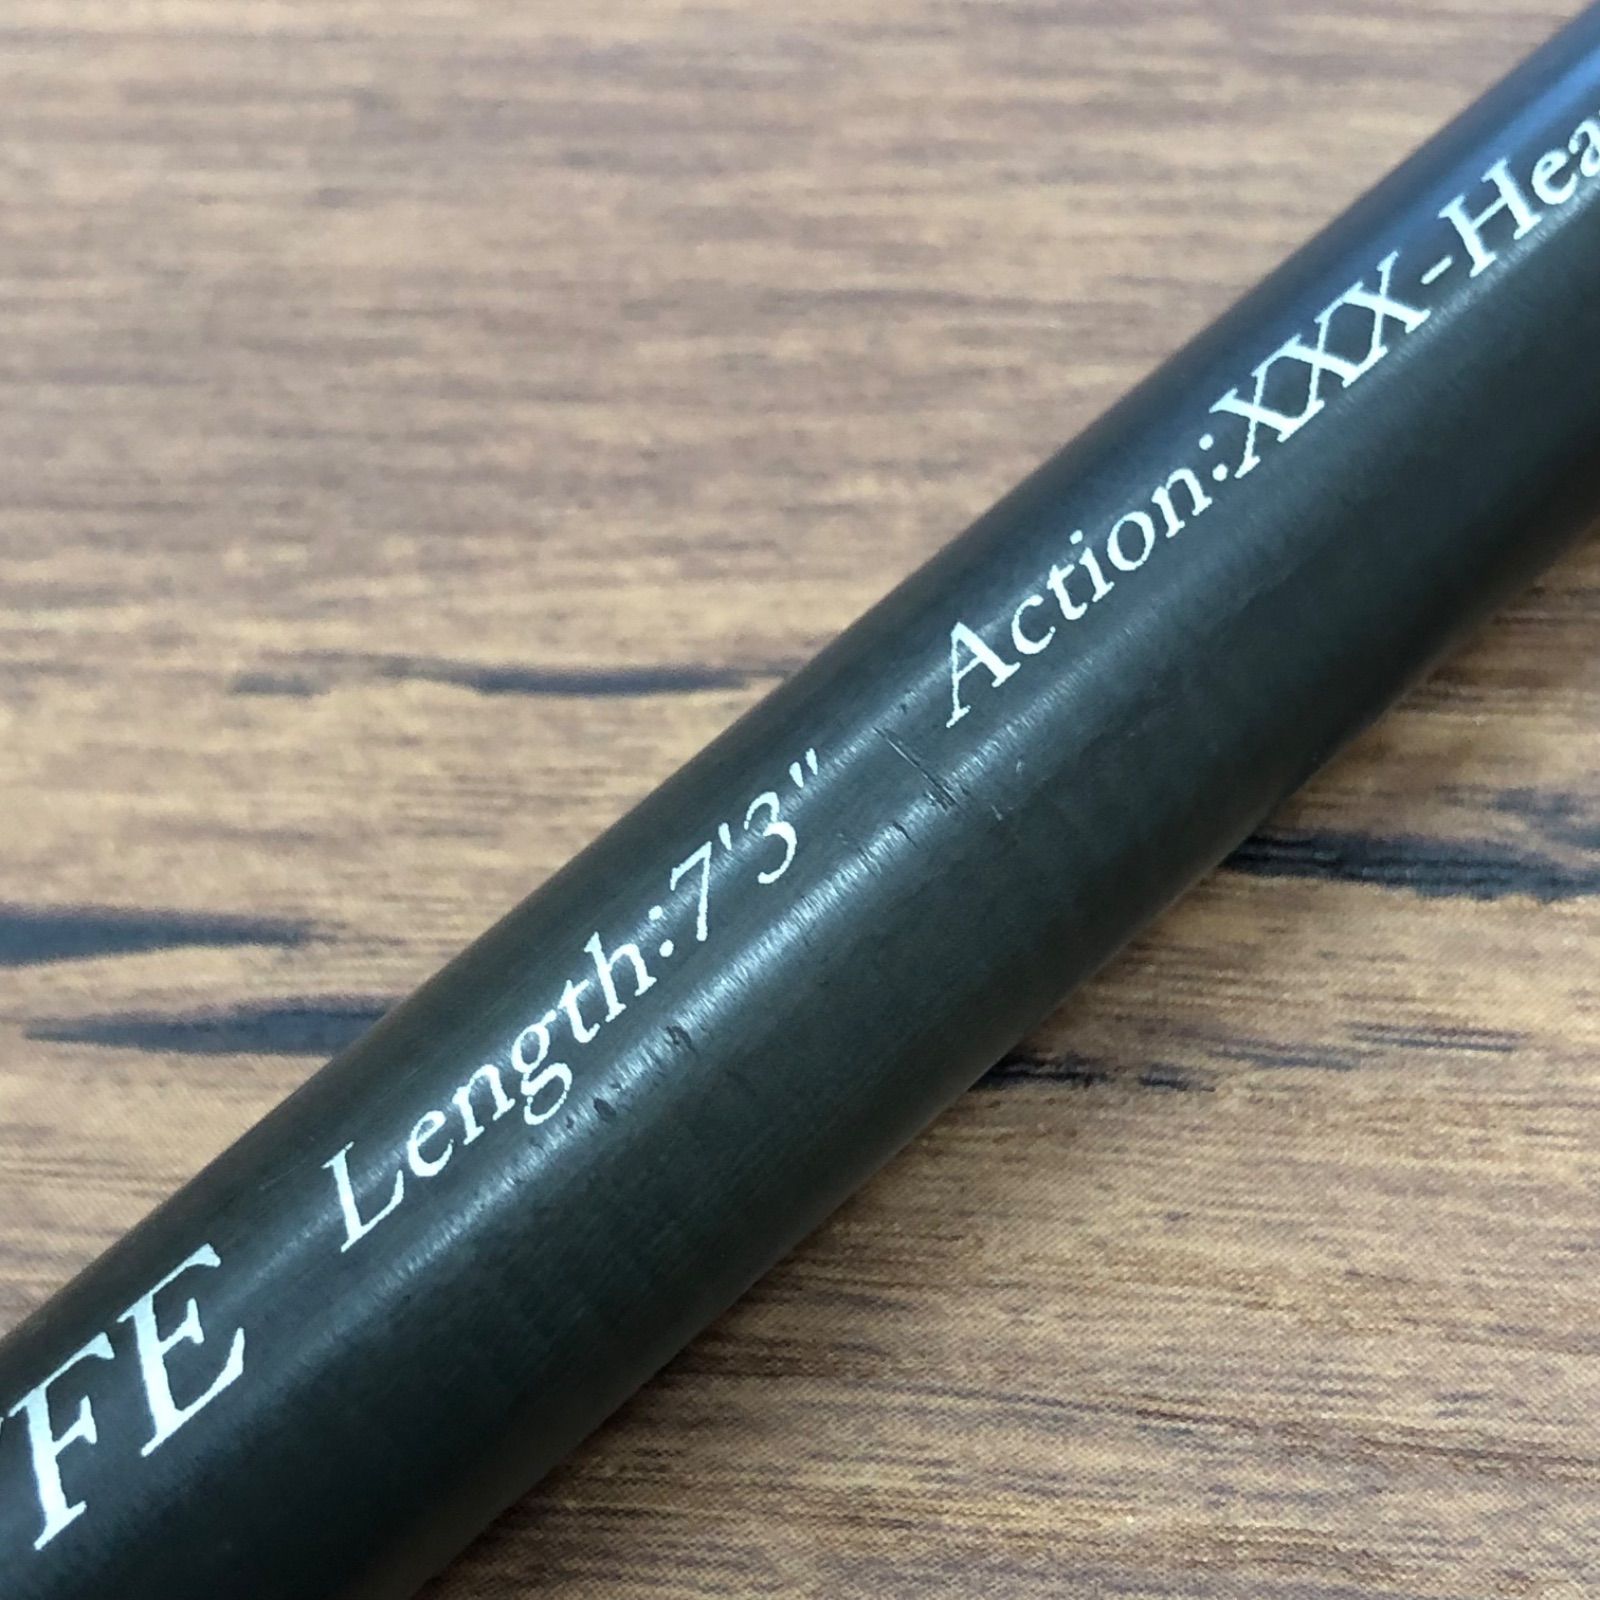 FE Length:7'3" Action:XXX-Hea